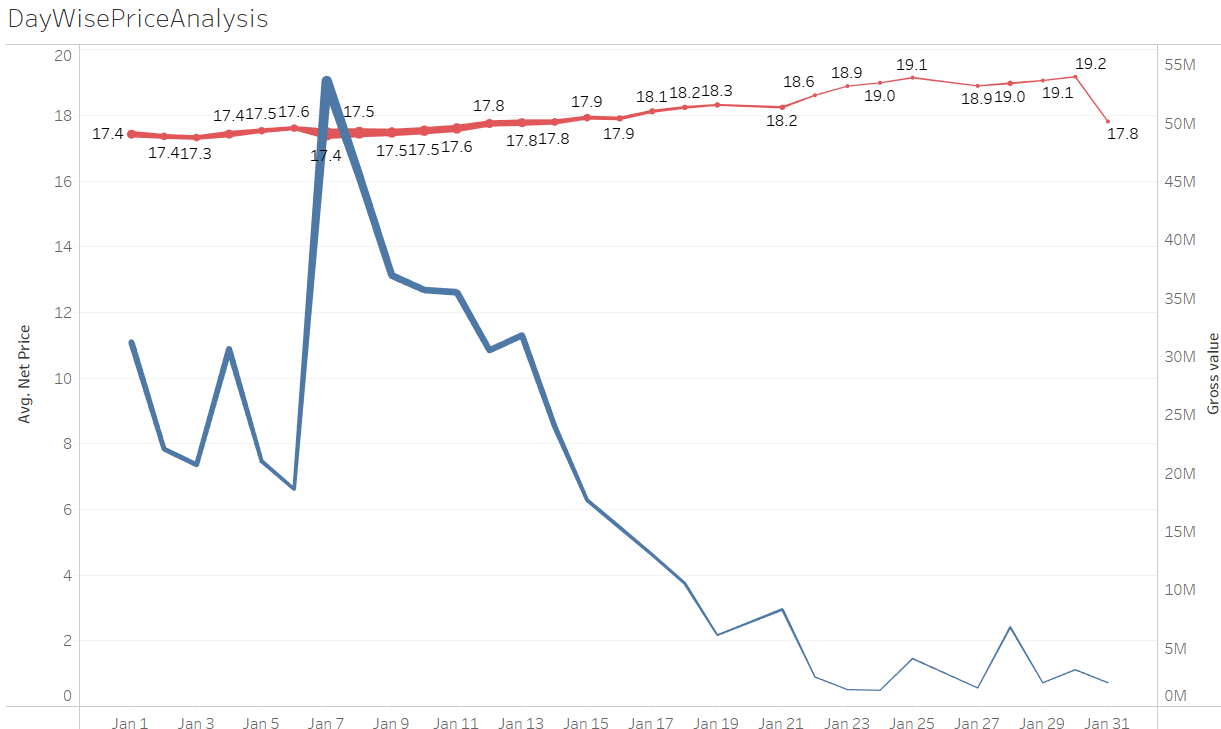 DayWisePriceAnalysis
20
18
16
14
12
10
8
6
4
2
0
Avg. Net Price
17.4
17.4
17.3
17.4
17.5
17.6
17.4
17.5
17.5
17.5
17.6
17.8
17.8
17.8
17.9
17.9
18.1
18.2
18.3
18.2
18.6
18.9
19.0
19.1
18.9
19.0
19.1
19.2
17.8
55M
50M
45M
40M
35M
30M
25M
20M
15M
10M
5M
0M
Gross value
Jan 1 Jan 3 Jan 5 Jan 7 Jan 9 Jan 11 Jan 13 Jan 15 Jan 17 Jan 19 Jan 21 Jan 23 Jan 25 Jan 27 Jan 29 Jan 31